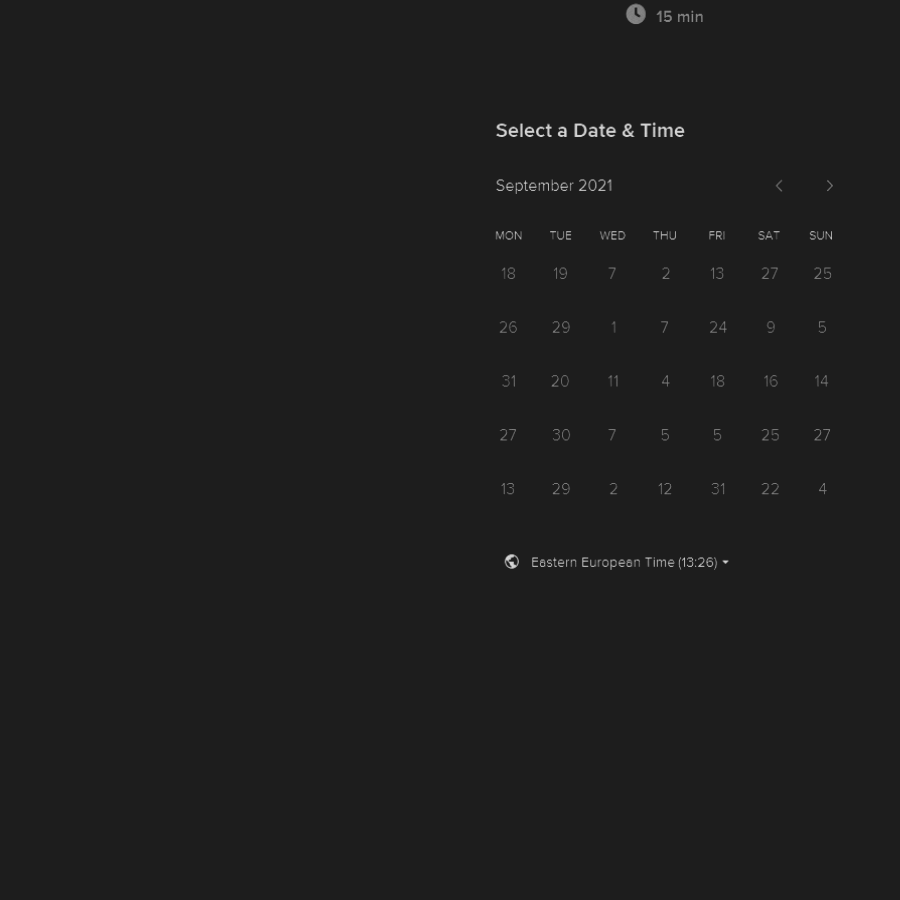 15 min
Select a Date & Time
September 2021
MON TUE WED THU FRI SAT SUN
18 19 7 2 13 27 25
26 29 1 7 24 9 5
31 20 11 4 18 16 14
27 30 7 5 5 25 27
13 29 2 12 31 22 4
Eastern European Time (13:26)